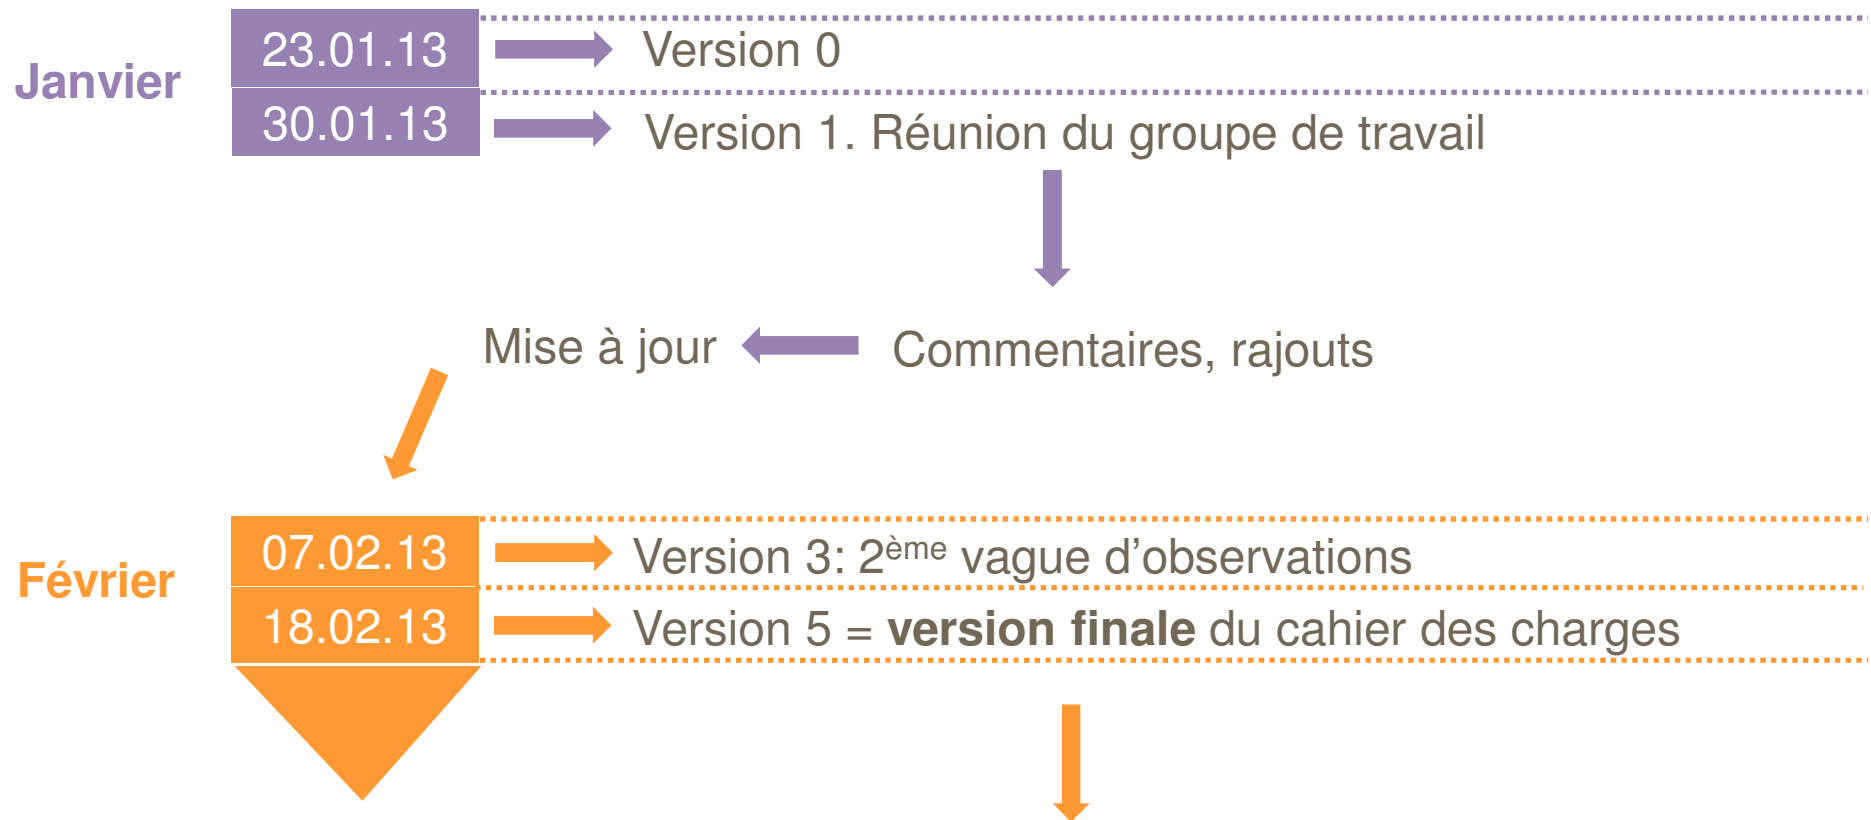 Janvier
23.01.13
Version 0
30.01.13
Version 1. Réunion du groupe de travail
Mise à jour
Commentaires, rajouts
Février
07.02.13
Version 3: 2ème vague d’observations
18.02.13
Version 5 = version finale du cahier des charges